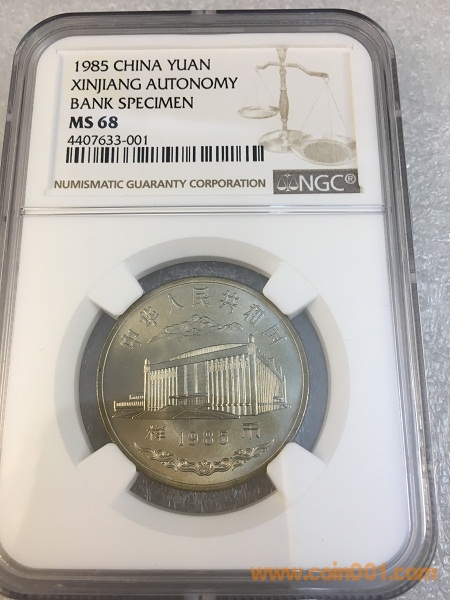 1985 CHINA YUAN
XINJIANG AUTONOMY
BANK SPECIMEN
MS 68
4407633-001
NUMISMATIC GUARANTY CORPORATION
NGC®
中华人民共和国
样 1985 币
www.coin001.com